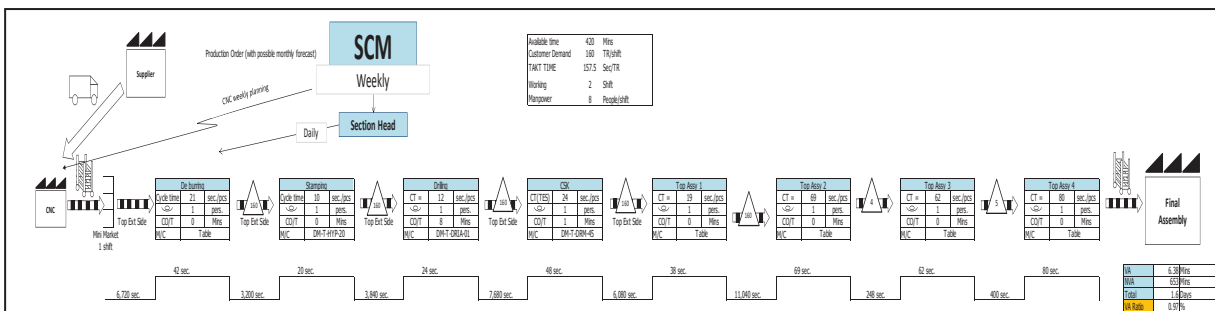 SCM
Weekly
Production Order (with possible monthly forecast)
Supplier
CNC weekly planning
Daily
Section Head
Available time 420 Mins
Customer Demand 160 TR/shift
TAKT TIME 157.5 Sec/TR
Working 2 Shift
Manpower 8 People/shift
CNC
Mini Market
1 shift
Top Ext Side
De burring
Cycle time 21 sec./pcs
1 pers.
CO/T 0 Mins
M/C Table
160
Top Ext Side
Stamping
Cycle time 10 sec./pcs
1 pers.
CO/T 0 Mins
M/C DM-T-HYP-20
160
Top Ext Side
Drilling
CT = 12 sec./pcs
1 pers.
CO/T 8 Mins
M/C DM-T-DRIA-01
160
Top Ext Side
CSK
CT(TES) 24 sec./pcs
1 pers.
CO/T 1 Mins
M/C DM-T-DRM-45
160
Top Ext Side
Top Assy 1
CT = 19 sec./pcs
1 pers.
CO/T 0 Mins
M/C Table
160
Top Assy 2
CT = 69 sec./pcs
1 pers.
CO/T 0 Mins
M/C Table
4
Top Assy 3
CT = 62 sec./pcs
1 pers.
CO/T 0 Mins
M/C Table
5
Top Assy 4
CT = 80 sec./pcs
1 pers.
CO/T 0 Mins
M/C Table
Final
Assembly
42 sec. 20 sec. 24 sec. 48 sec. 38 sec. 69 sec. 62 sec. 80 sec.
6,720 sec. 3,200 sec. 3,840 sec. 7,680 sec. 6,080 sec. 11,040 sec. 248 sec. 400 sec.
VA 6.38 Mins
NVA 653 Mins
Total 1.6 Days
VA Ratio 0.97 %